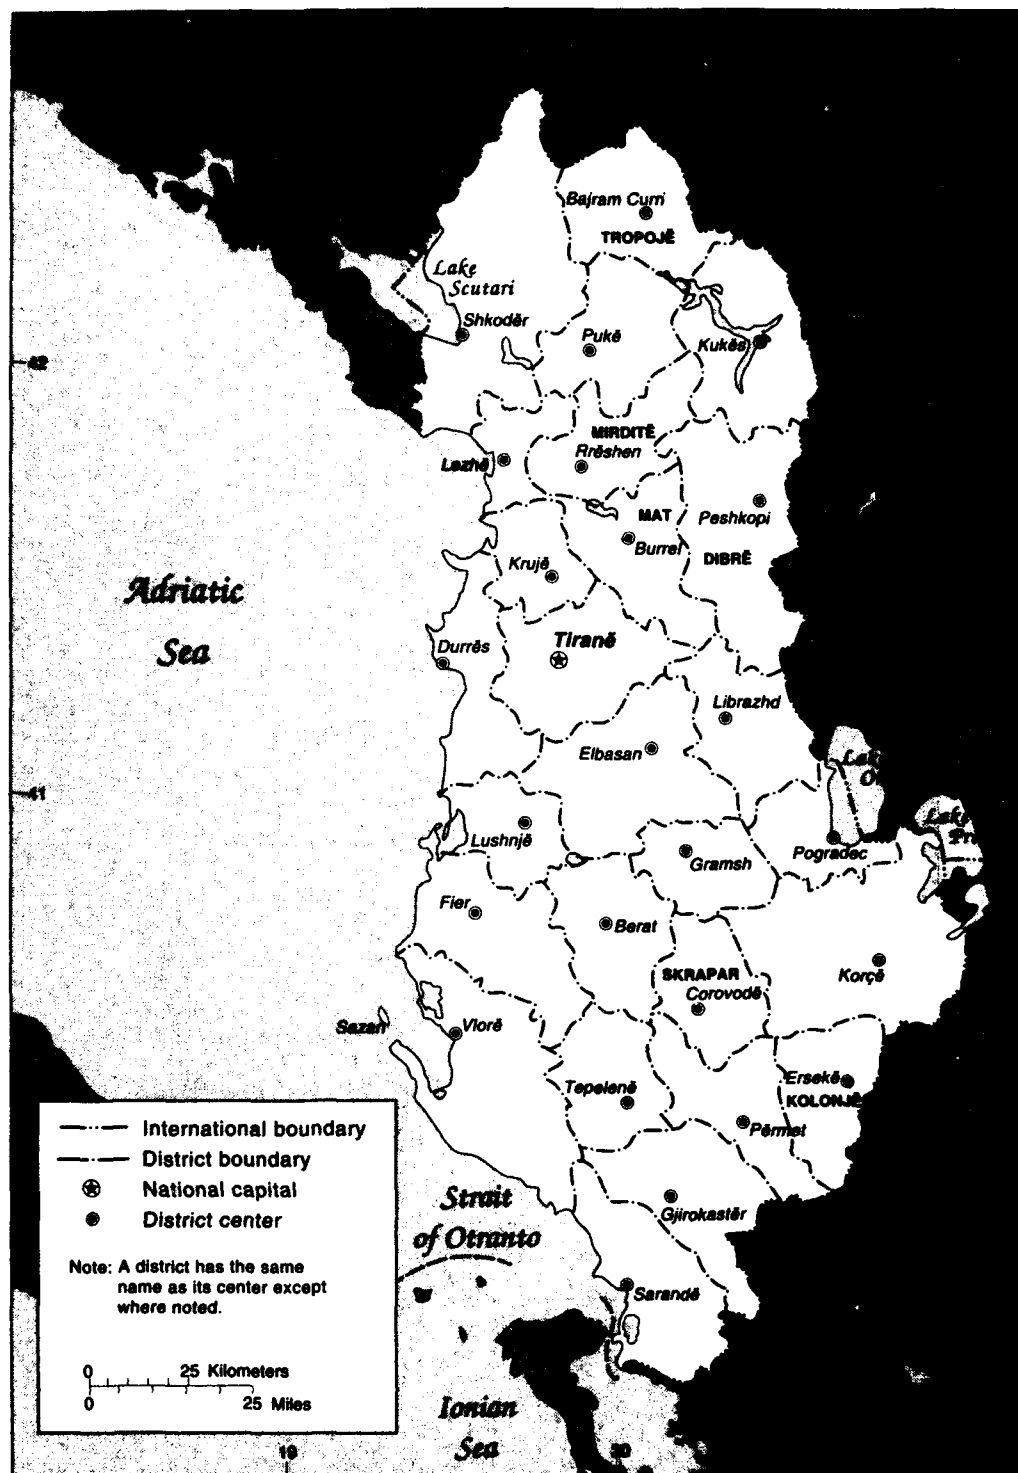 Bajram Curri
TROPOJË
Lake
Scutari
Shkodër
Pukë
Kukës
42
MIRDITË
Rrëshen
Lezhë
MAT
Peshkopi
Burrel
DIBRË
Krujë
Adriatic
Sea
Tiranë
Durrës
Librazhd
Elbasan
Lake
41
Lake
Lushnjë
Gramsh
Pogradec
Fier
Berat
SKRAPAR
Corovodë
Korçë
Sazan
Vlorë
Tepelenë
Ersekë
KOLONJË
Përmet
International boundary
District boundary
National capital
District center
Note: A district has the same
name as its center except
where noted.
0 25 Kilometers
0 25 Miles
Strait
of Otranto
Gjirokastër
Sarandë
Ionian
Sea
19
20